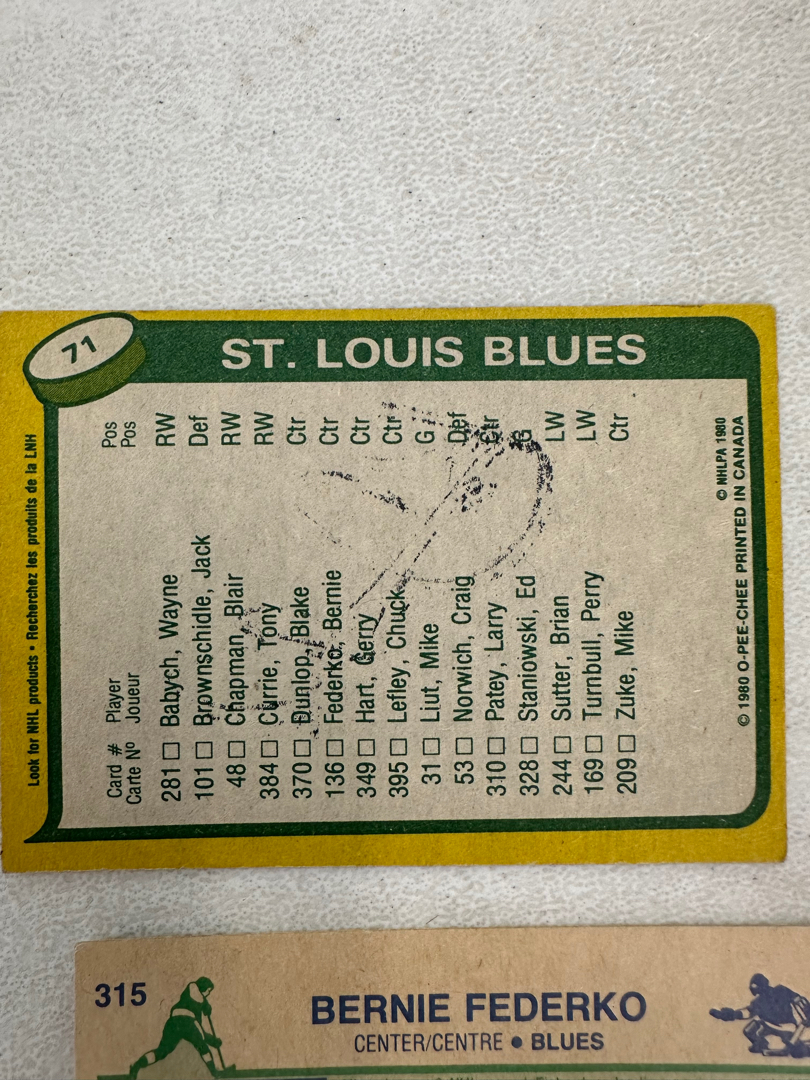 71
ST. LOUIS BLUES
Look for NHL products • Recherchez les produits de la LNH
Card # Player Pos
Carte Nº Joueur Pos
281 □ Babych, Wayne RW
101 □ Brownschidle, Jack Def
48 □ Chapman, Blair RW
384 □ Currie, Tony RW
370 □ Dunlop, Blake Ctr
136 □ Federko, Bernie Ctr
349 □ Hart, Gerry Ctr
395 □ Lefley, Chuck Ctr
31 □ Liut, Mike G
53 □ Norwich, Craig Def
310 □ Patey, Larry Ctr
328 □ Staniowski, Ed G
244 □ Sutter, Brian LW
169 □ Turnbull, Perry LW
209 □ Zuke, Mike Ctr
© NHLPA 1980
© 1980 O-PEE-CHEE PRINTED IN CANADA
315
BERNIE FEDERKO
CENTER/CENTRE • BLUES